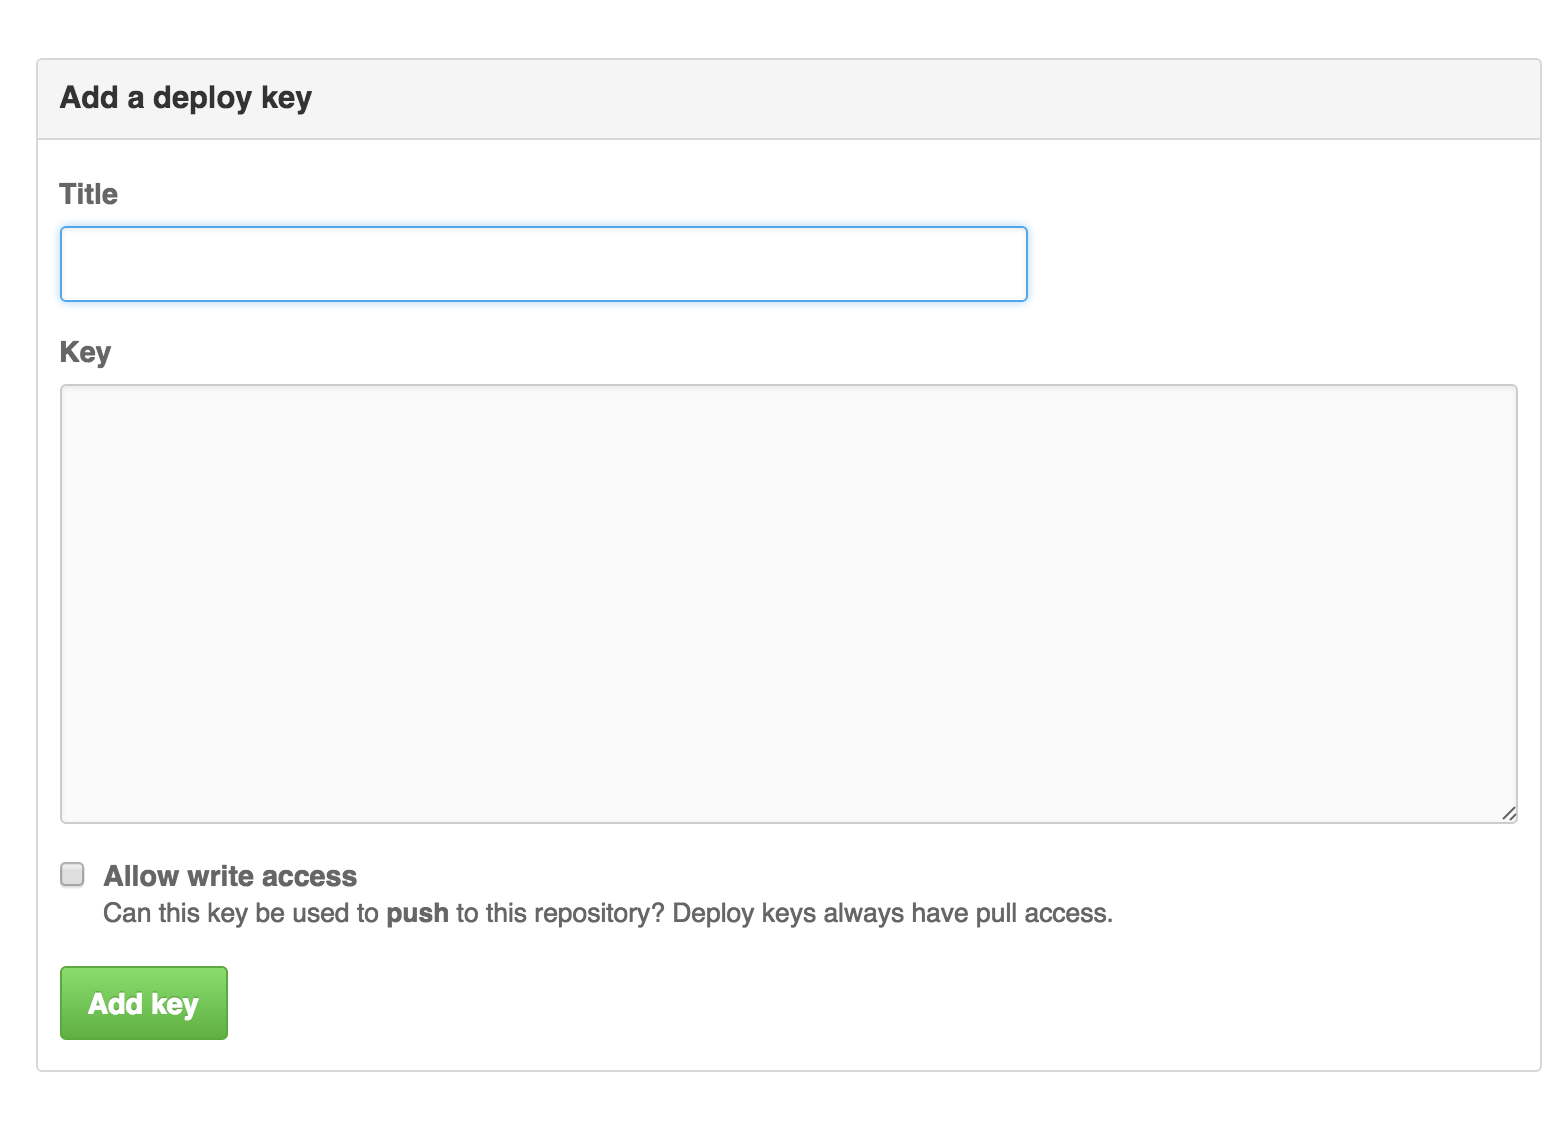 Add a deploy key
Title
Key
Allow write access
Can this key be used to push to this repository? Deploy keys always have pull access.
Add key